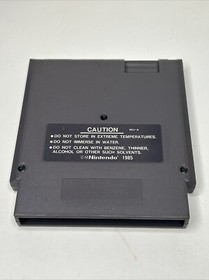 CAUTION
●DO NOT STORE IN EXTREME TEMPERATURES.
●DO NOT IMMERSE IN WATER.
●DO NOT CLEAN WITH BENZENE, THINNER,
ALCOHOL OR OTHER SUCH SOLVENTS.
©Nintendo 1985